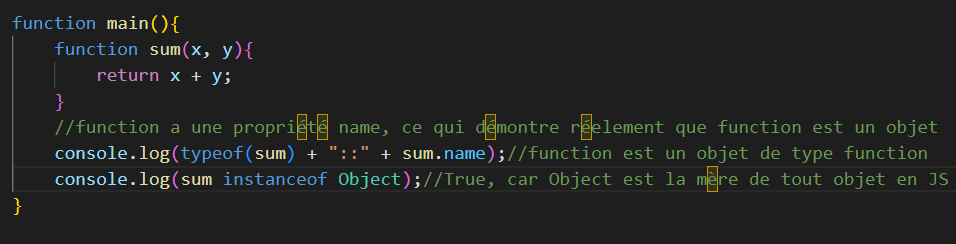 function main(){
    function sum(x, y){
        return x + y;
    }
    //function a une propriété name, ce qui démontre réelement que function est un objet
    console.log(typeof(sum) + "::" + sum.name);//function est un objet de type function
    console.log(sum instanceof Object);//True, car Object est la mère de tout objet en JS
}